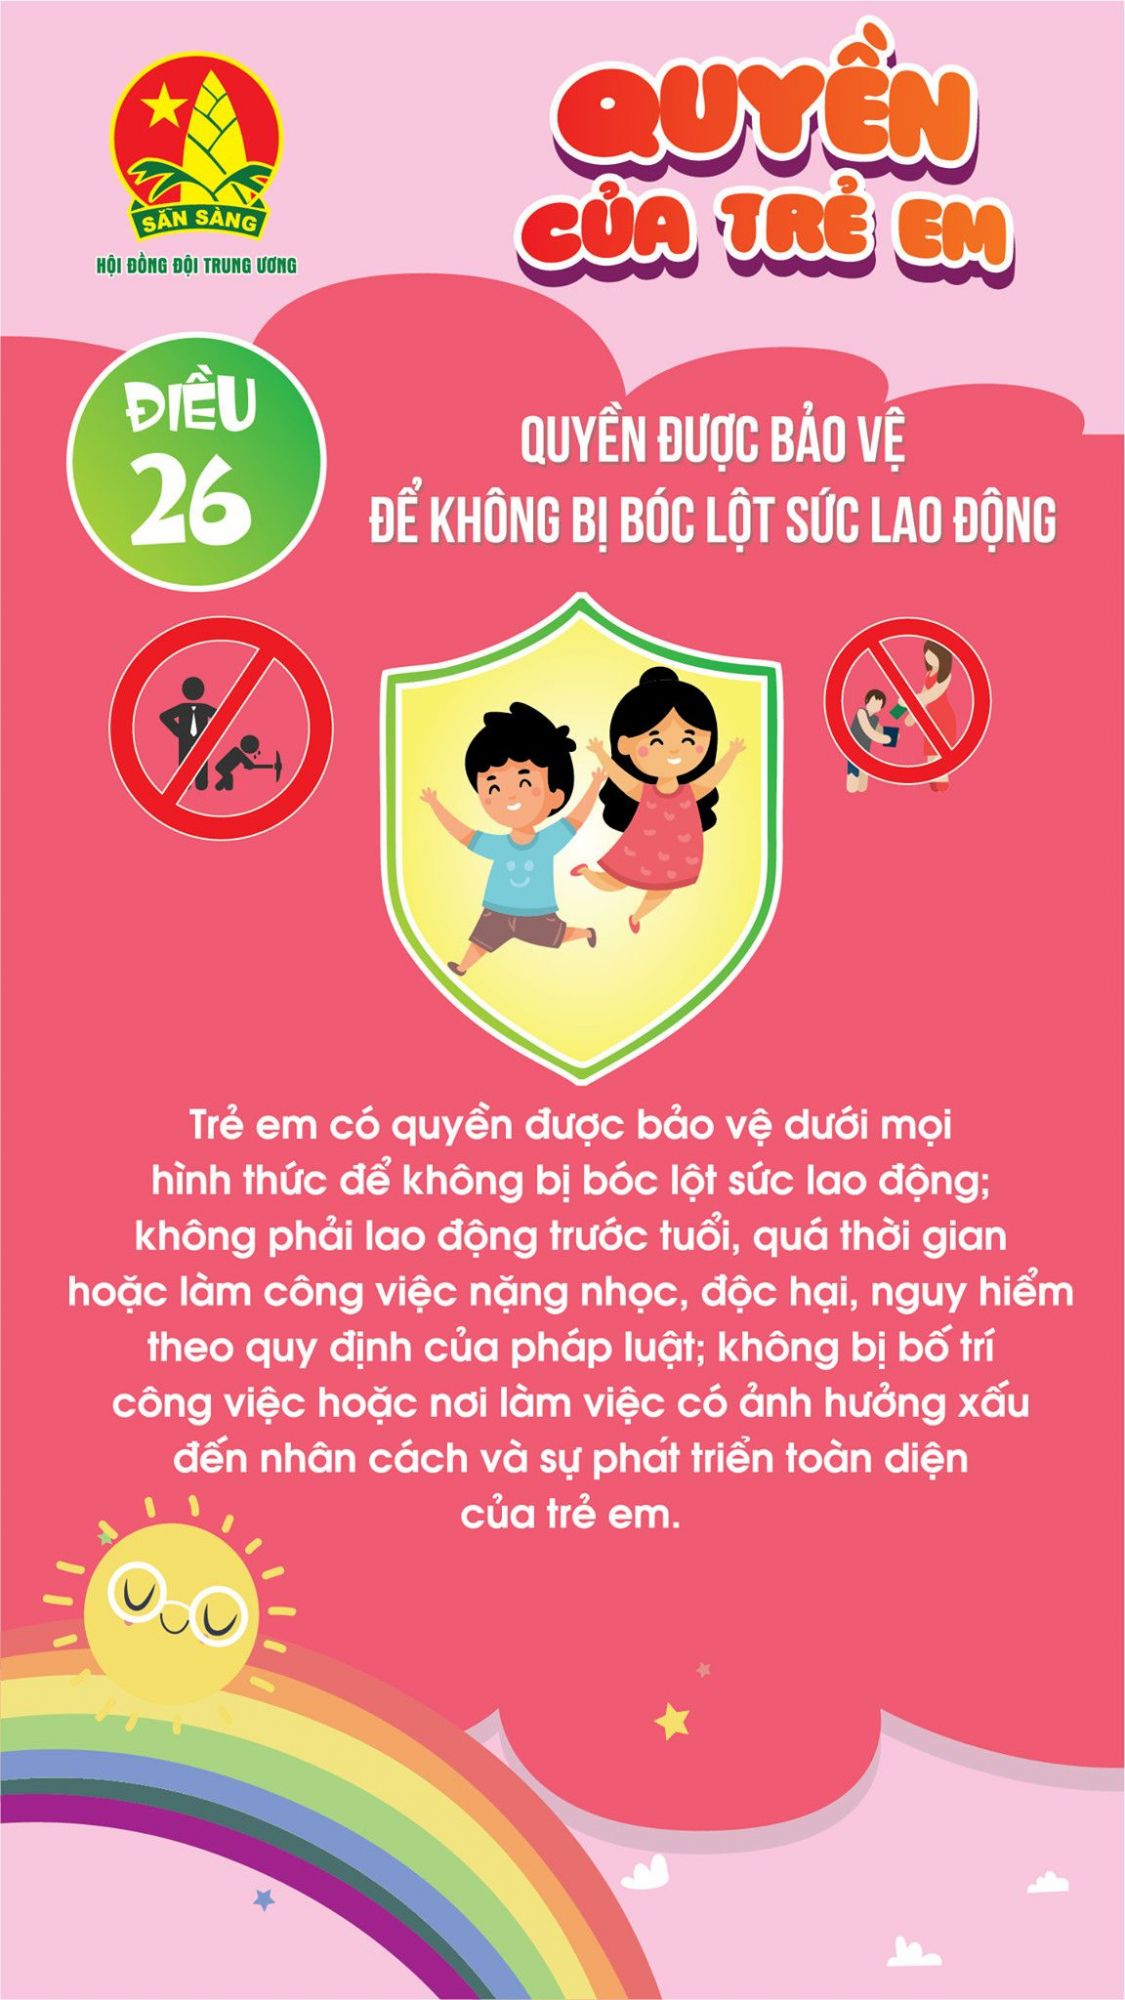 SẴN SÀNG
HỘI ĐỒNG ĐỘI TRUNG ƯƠNG
QUYỀN
CỦA TRẺ EM
ĐIỀU
26
QUYỀN ĐƯỢC BẢO VỆ
ĐỂ KHÔNG BỊ BÓC LỘT SỨC LAO ĐỘNG
Trẻ em có quyền được bảo vệ dưới mọi
hình thức để không bị bóc lột sức lao động;
không phải lao động trước tuổi, quá thời gian
hoặc làm công việc nặng nhọc, độc hại, nguy hiểm
theo quy định của pháp luật; không bị bố trí
công việc hoặc nơi làm việc có ảnh hưởng xấu
đến nhân cách và sự phát triển toàn diện
của trẻ em.